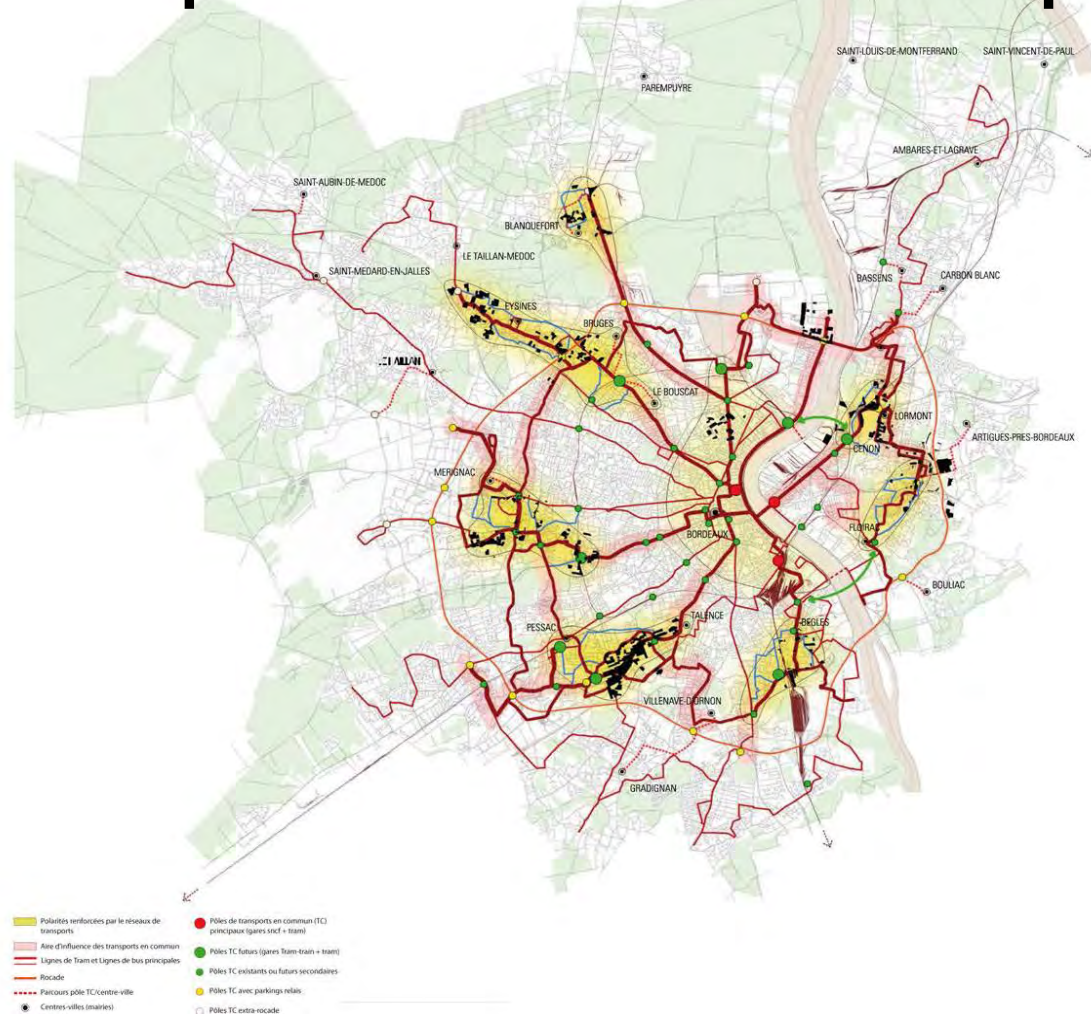 SAINT-LOUIS-DE-MONTFERRAND
SAINT-VINCENT-DE-PAUL
PAREMPUYRE
AMBARES-ET-LAGRAVE
SAINT-AUBIN-DE-MEDOC
BLANQUEFORT
LE TAILLAN-MEDOC
SAINT-MEDARD-EN-JALLES
BASSENS
CARBON BLANC
EYSINES
BRUGES
LE BOUSCAT
LORMONT
ARTIGUES-PRES-BORDEAUX
CENON
MERIGNAC
BORDEAUX
FLOIRAC
BOULIAC
TALENCE
BEGLES
PESSAC
VILLENAVE-D'ORNON
GRADIGNAN
Polarités renforcées par le réseaux de
transports
Aire d'influence des transports en commun
Lignes de Tram et Lignes de bus principales
Rocade
Parcours pôle TC/centre-ville
Centres-villes (mairies)
Pôles de transports en commun (TC)
principaux (gares sncf + tram)
Pôles TC futurs (gares Tram-train + tram)
Pôles TC existants ou futurs secondaires
Pôles TC avec parkings relais
Pôles TC extra-rocade